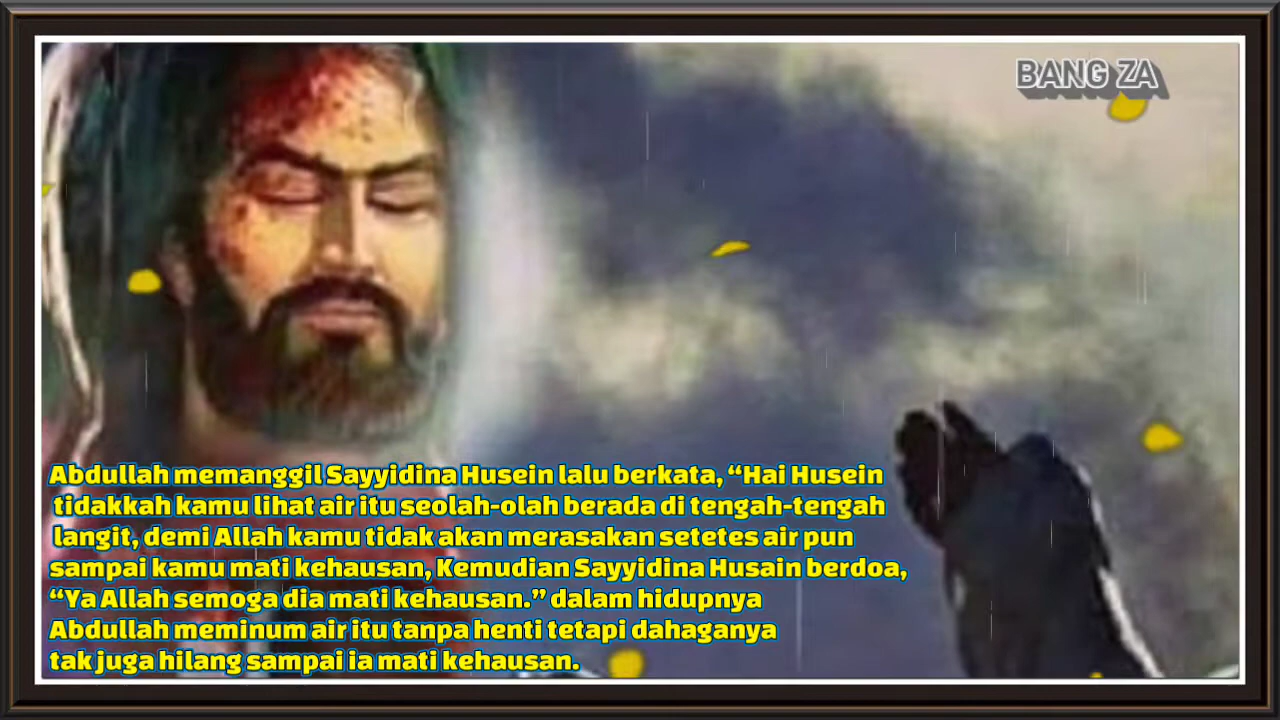 BANG ZA
Abdullah memanggil Sayyidina Husein lalu berkata, “Hai Husein
tidakkah kamu lihat air itu seolah-olah berada di tengah-tengah
langit, demi Allah kamu tidak akan merasakan setetes air pun
sampai kamu mati kehausan, Kemudian Sayyidina Husain berdoa,
“Ya Allah semoga dia mati kehausan.” dalam hidupnya
Abdullah meminum air itu tanpa henti tetapi dahaganya
tak juga hilang sampai ia mati kehausan.